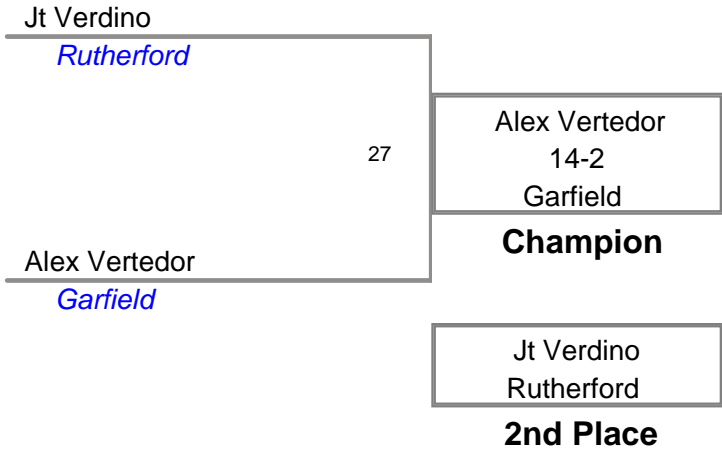 Jt Verdino
Rutherford
27
Alex Vertedor
14-2
Garfield
Champion
Alex Vertedor
Garfield
Jt Verdino
Rutherford
2nd Place